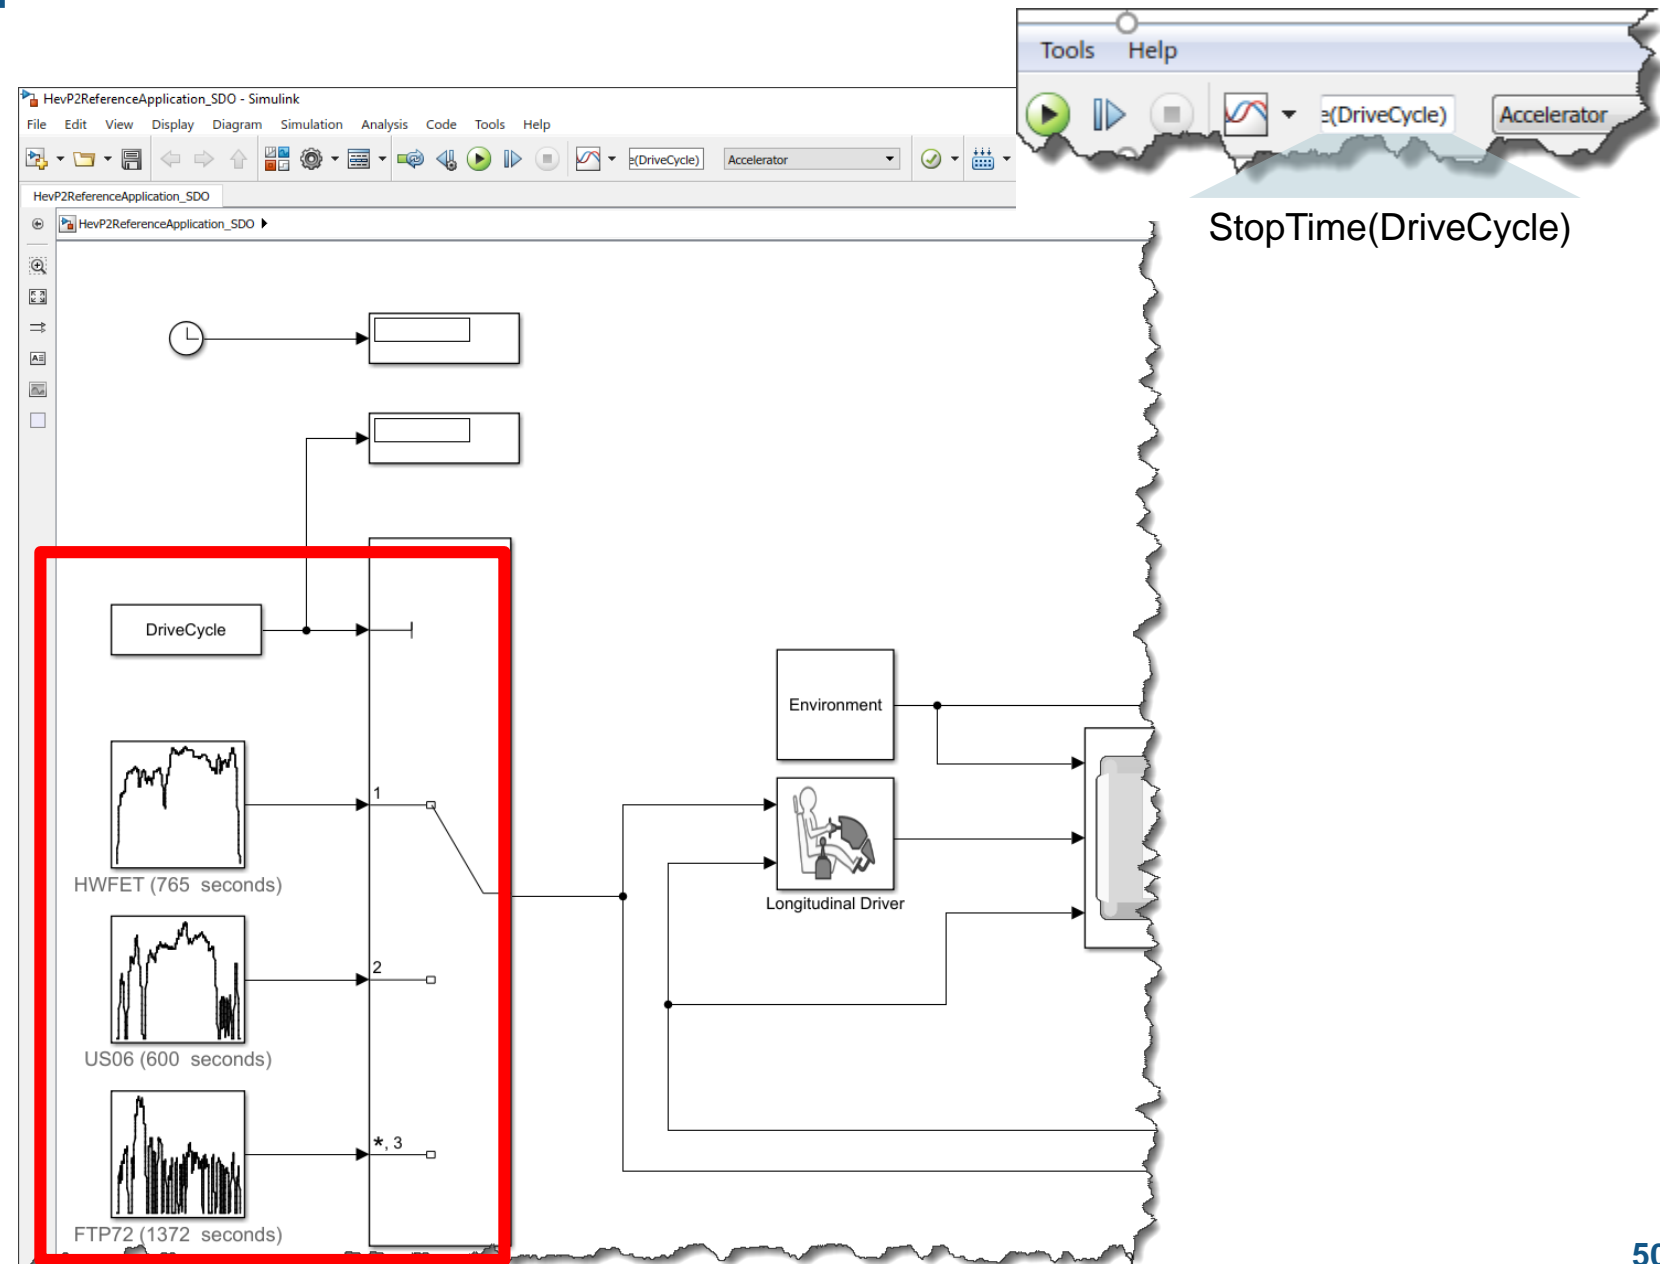 Tools Help
e(DriveCycle) Accelerator
StopTime(DriveCycle)
HevP2ReferenceApplication_SDO - Simulink
File Edit View Display Diagram Simulation Analysis Code Tools Help
e(DriveCycle) Accelerator
HevP2ReferenceApplication_SDO
HevP2ReferenceApplication_SDO
DriveCycle
1
HWFET (765 seconds)
2
US06 (600 seconds)
*, 3
FTP72 (1372 seconds)
Environment
Longitudinal Driver
50